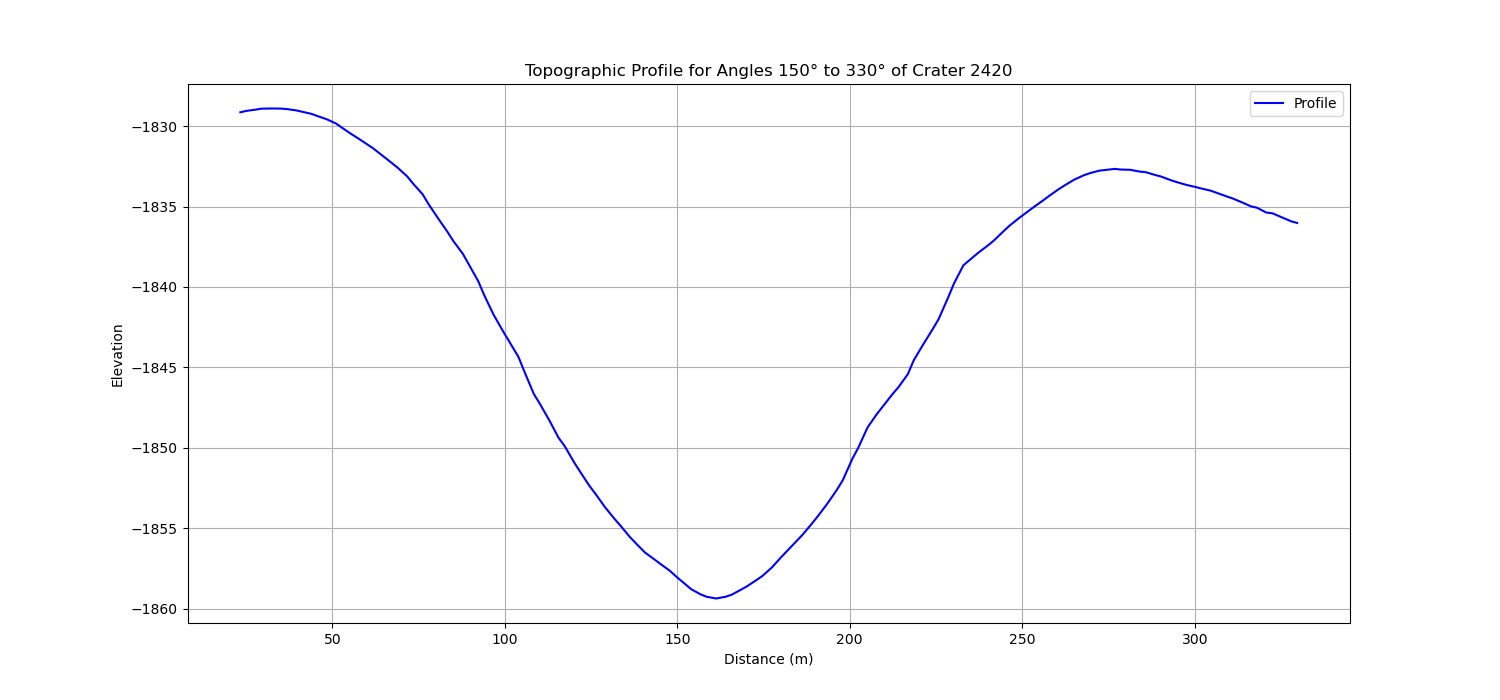 Topographic Profile for Angles 150° to 330° of Crater 2420
Profile
Elevation
−1830
−1835
−1840
−1845
−1850
−1855
−1860
50 100 150 200 250 300
Distance (m)